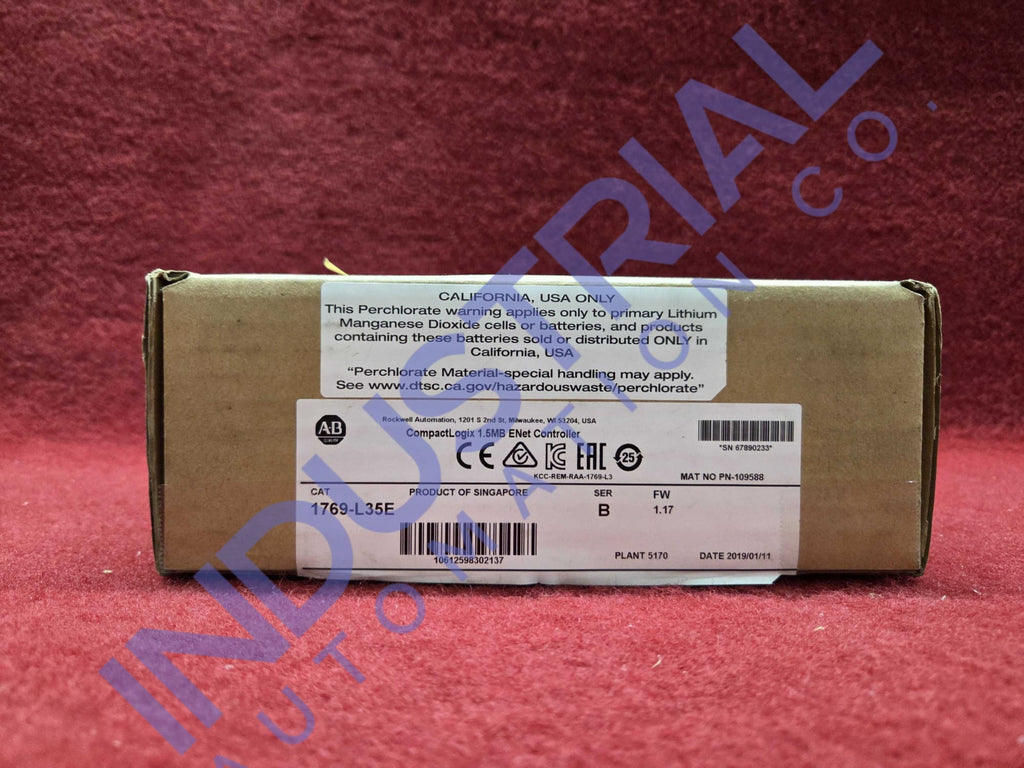 CALIFORNIA, USA ONLY
This Perchlorate warning applies only to primary Lithium
Manganese Dioxide cells or batteries, and products
containing these batteries sold or distributed ONLY in
California, USA
"Perchlorate Material-special handling may apply.
See www.dtsc.ca.gov/hazardouswaste/perchlorate"
AB
Rockwell Automation, 1201 S 2nd St, Milwaukee, WI 53204, USA
CompactLogix 1.5MB ENet Controller
CE EAC 25
KCC-REM-RAA-1769-L3
*SN 67890233*
MAT NO PN-109588
CAT PRODUCT OF SINGAPORE SER FW
1769-L35E B 1.17
10612598302137
PLANT 5170 DATE 2019/01/11
INDUSTRIAL
AUTOMATION CO.